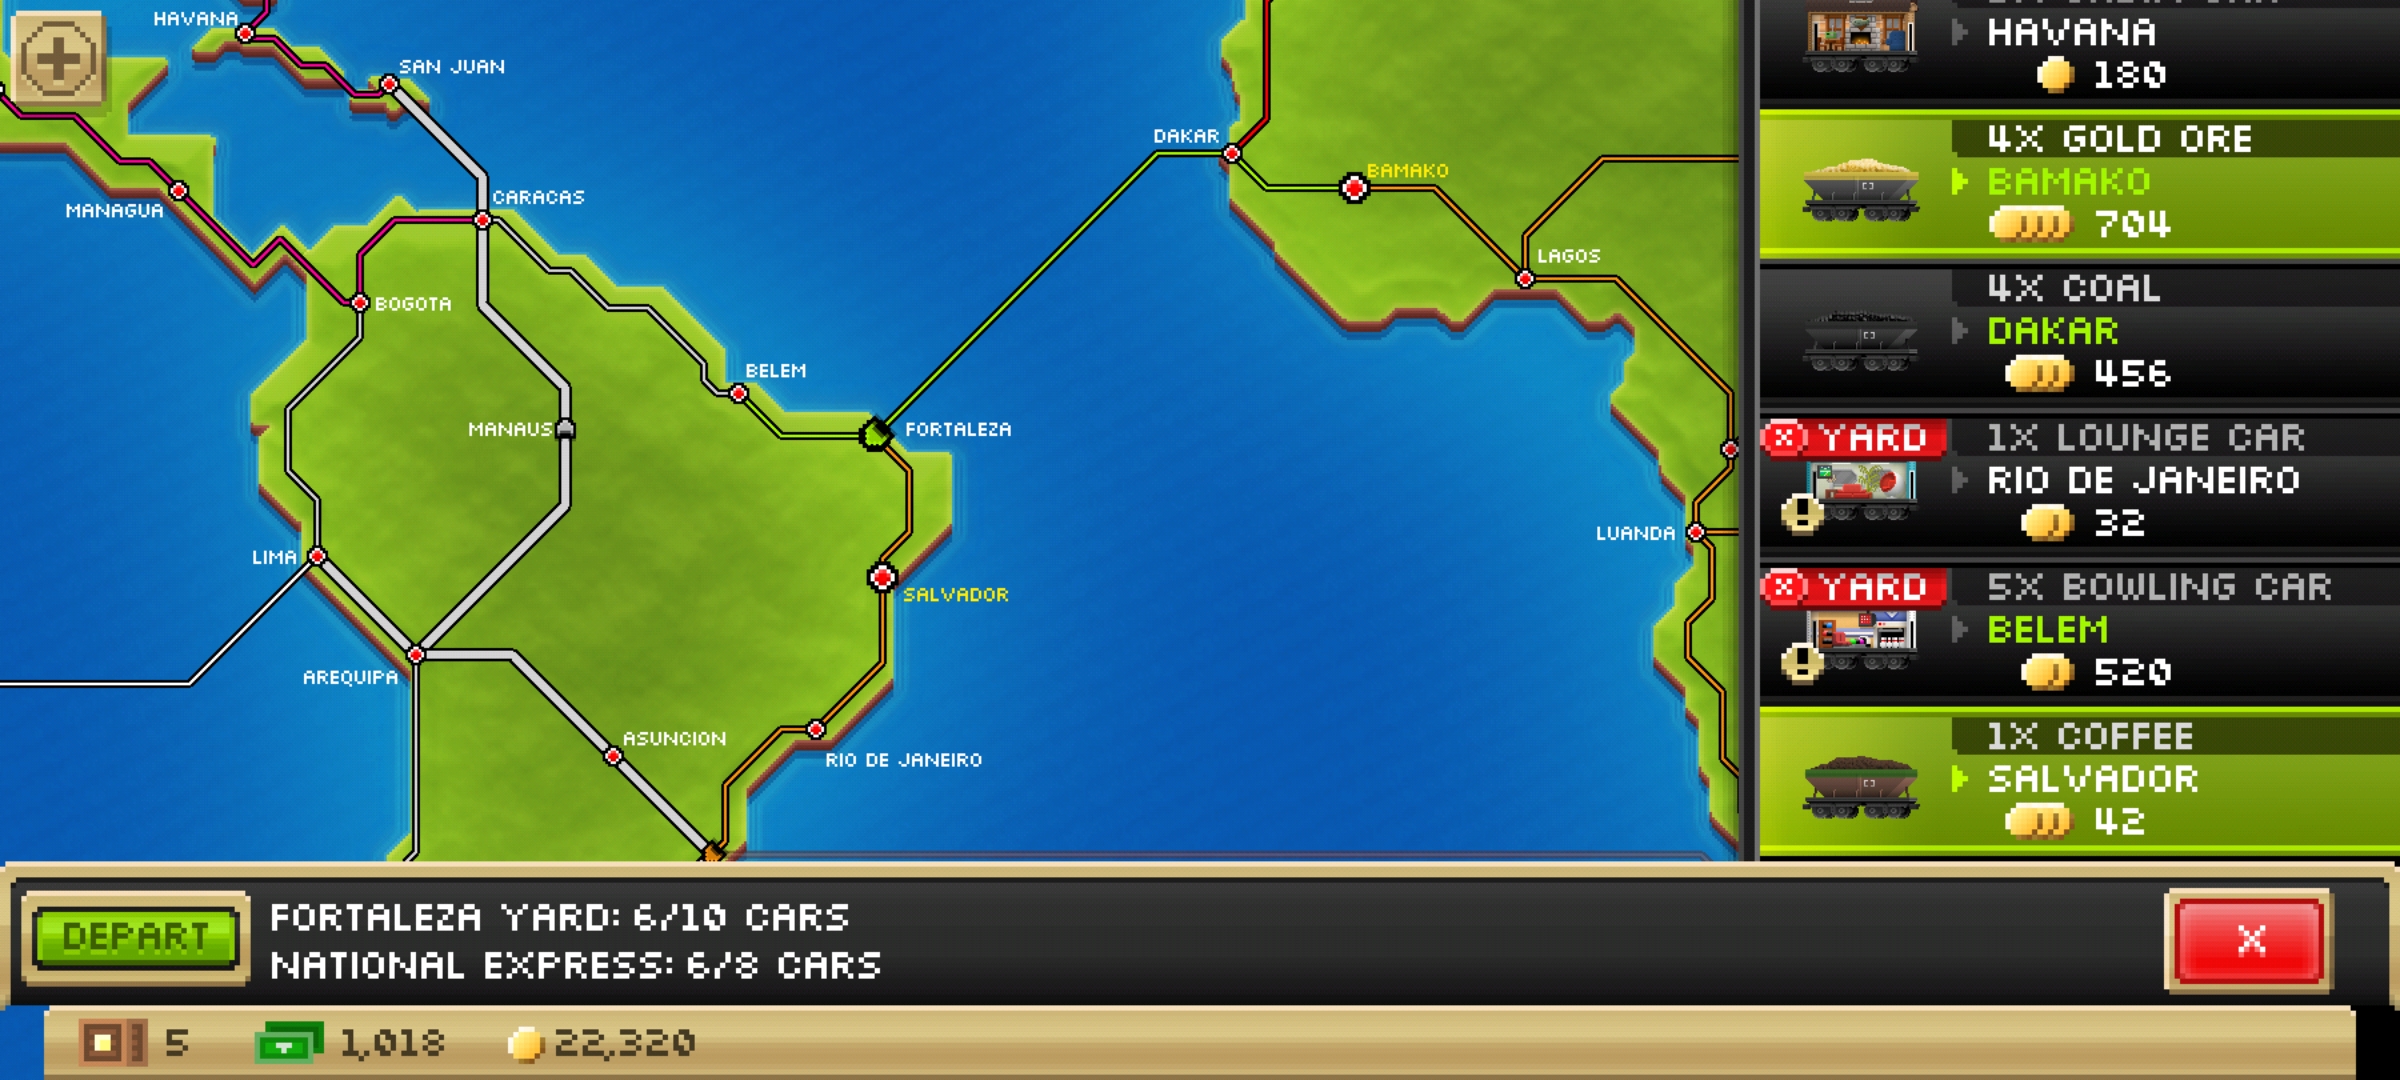 HAVANA
SAN JUAN
CARACAS
MANAGUA
BOGOTA
BELEM
MANAUS
FORTALEZA
LIMA
SALVADOR
AREQUIPA
ASUNCION
RIO DE JANEIRO
DAKAR
BAMAKO
LAGOS
LUANDA
HAVANA
180
4X GOLD ORE
BAMAKO
704
4X COAL
DAKAR
456
YARD
1X LOUNGE CAR
RIO DE JANEIRO
32
YARD
5X BOWLING CAR
BELEM
520
1X COFFEE
SALVADOR
42
DEPART
FORTALEZA YARD: 6/10 CARS
NATIONAL EXPRESS: 6/8 CARS
X
5
1,018
22,320